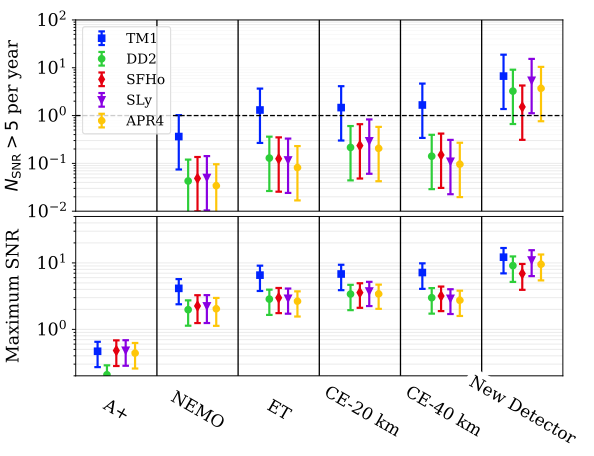 N_SNR > 5 per year
10²
10¹
10⁰
10⁻¹
10⁻²
TM1
DD2
SFHo
SLy
APR4
Maximum SNR
10¹
10⁰
A+
NEMO
ET
CE-20 km
CE-40 km
New Detector